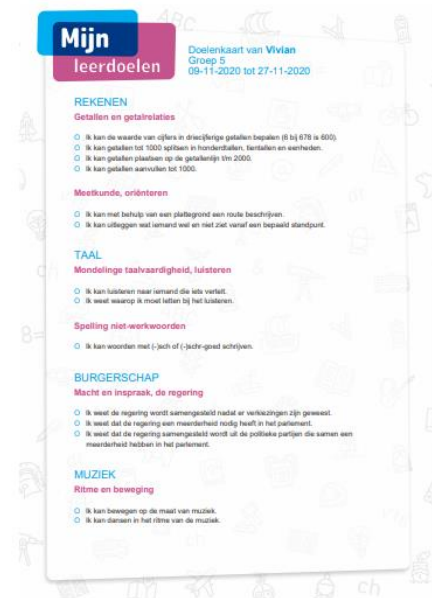 Mijn
leerdoelen
Doelenkaart van Vivian
Groep 5
09-11-2020 tot 27-11-2020
REKENEN
Getallen en getalrelaties
Ik kan de waarde van cijfers in driecijferige getallen bepalen (6 bij 678 is 600).
Ik kan getallen tot 1000 splitsen in honderdtallen, tientallen en eenheden.
Ik kan getallen plaatsen op de getallenlijn t/m 2000.
Ik kan getallen aanvullen tot 1000.
Meetkunde, oriënteren
Ik kan met behulp van een plattegrond een route beschrijven.
Ik kan uitleggen wat iemand wel en niet ziet vanaf een bepaald standpunt.
TAAL
Mondelinge taalvaardigheid, luisteren
Ik kan luisteren naar iemand die iets vertelt.
Ik weet waarop ik moet letten bij het luisteren.
Spelling niet-werkwoorden
Ik kan woorden met (-)sch of (-)schr-goed schrijven.
BURGERSCHAP
Macht en inspraak, de regering
Ik weet de regering wordt samengesteld nadat er verkiezingen zijn geweest.
Ik weet dat de regering een meerderheid nodig heeft in het parlement.
Ik weet dat de regering samengesteld wordt uit de politieke partijen die samen een
meerderheid hebben in het parlement.
MUZIEK
Ritme en beweging
Ik kan bewegen op de maat van muziek.
Ik kan dansen in het ritme van de muziek.